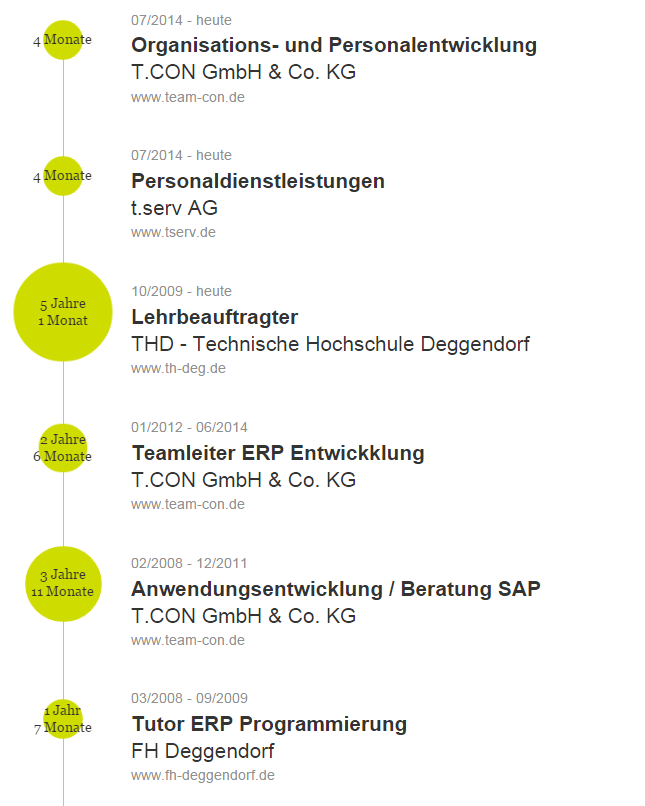 07/2014 - heute
4 Monate
Organisations- und Personalentwicklung
T.CON GmbH & Co. KG
www.team-con.de
07/2014 - heute
4 Monate
Personaldienstleistungen
t.serv AG
www.tserv.de
10/2009 - heute
5 Jahre
1 Monat
Lehrbeauftragter
THD - Technische Hochschule Deggendorf
www.th-deg.de
01/2012 - 06/2014
2 Jahre
6 Monate
Teamleiter ERP Entwickklung
T.CON GmbH & Co. KG
www.team-con.de
02/2008 - 12/2011
3 Jahre
11 Monate
Anwendungsentwicklung / Beratung SAP
T.CON GmbH & Co. KG
www.team-con.de
03/2008 - 09/2009
1 Jahr
7 Monate
Tutor ERP Programmierung
FH Deggendorf
www.fh-deggendorf.de